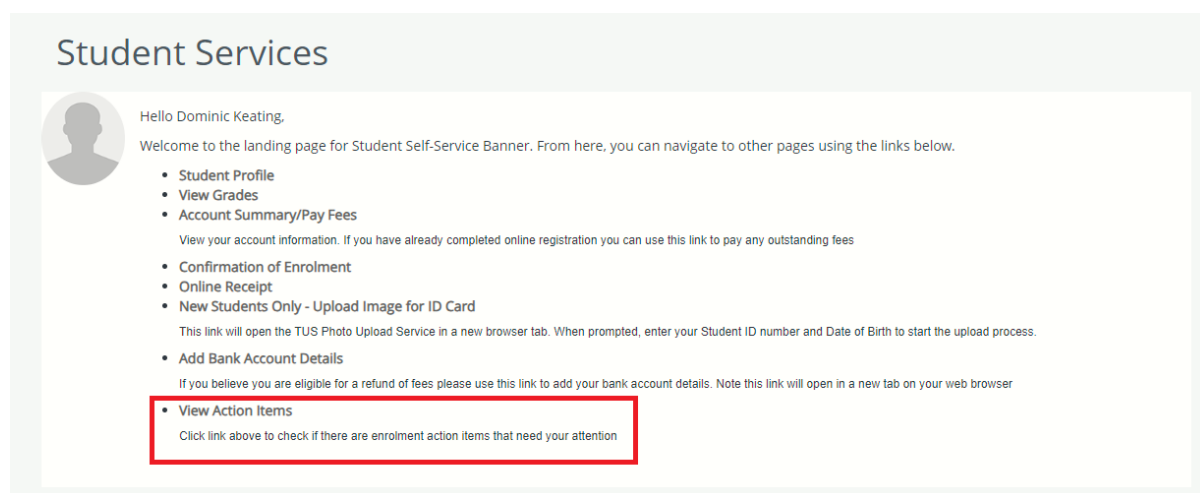 Student Services
Hello Dominic Keating,
Welcome to the landing page for Student Self-Service Banner. From here, you can navigate to other pages using the links below.
• Student Profile
• View Grades
• Account Summary/Pay Fees
View your account information. If you have already completed online registration you can use this link to pay any outstanding fees
• Confirmation of Enrolment
• Online Receipt
• New Students Only - Upload Image for ID Card
This link will open the TUS Photo Upload Service in a new browser tab. When prompted, enter your Student ID number and Date of Birth to start the upload process.
• Add Bank Account Details
If you believe you are eligible for a refund of fees please use this link to add your bank account details. Note this link will open in a new tab on your web browser
• View Action Items
Click link above to check if there are enrolment action items that need your attention